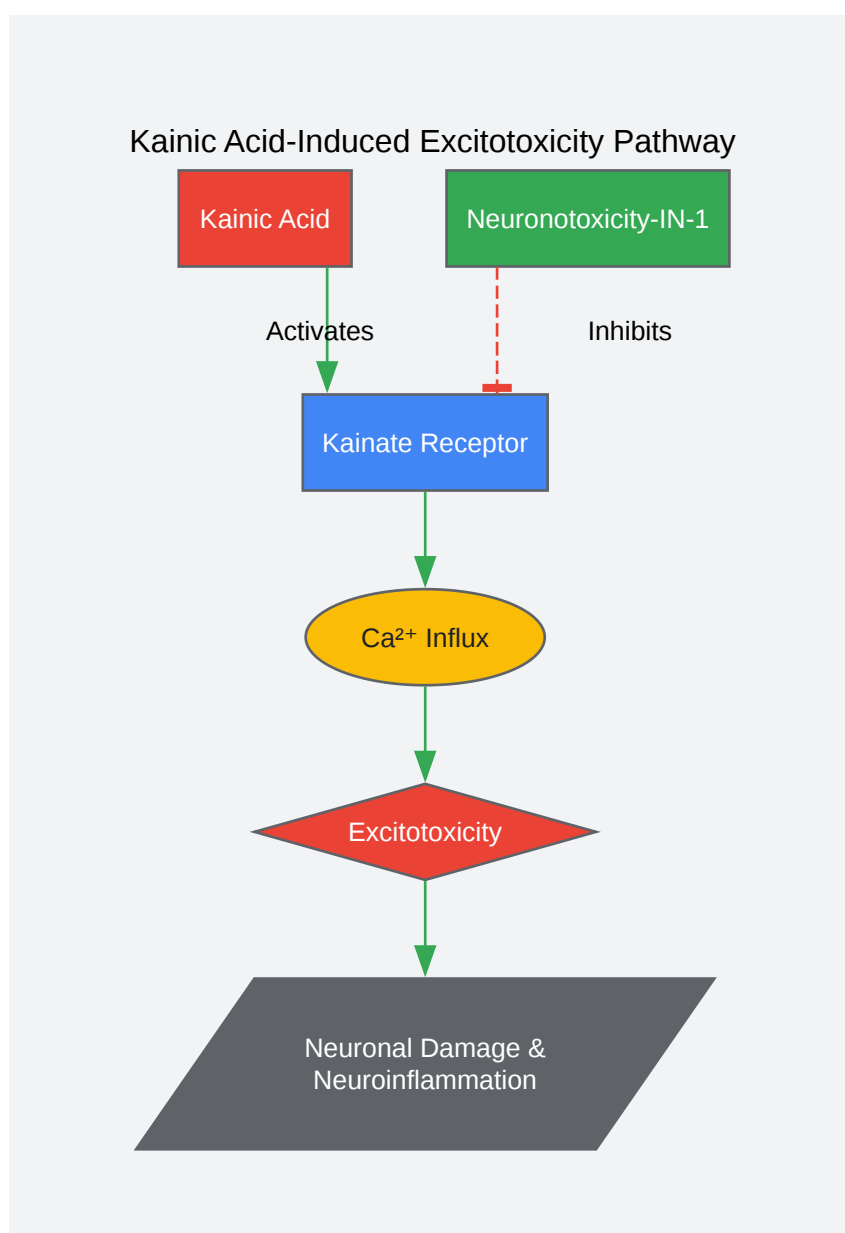 Kainic Acid-Induced Excitotoxicity Pathway
Kainic Acid
Neuronotoxicity-IN-1
Activates
Inhibits
Kainate Receptor
Ca²⁺ Influx
Excitotoxicity
Neuronal Damage &
Neuroinflammation